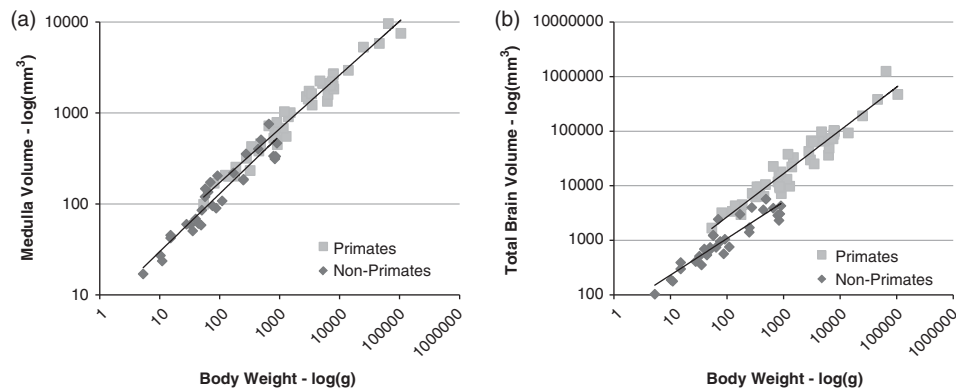 (a)
10000
1000
100
10
Medulla Volume - log(mm³)
1
10
100
1000
10000
100000
1000000
Body Weight - log(g)
Primates
Non-Primates
(b)
10000000
1000000
100000
10000
1000
100
Total Brain Volume - log(mm³)
1
10
100
1000
10000
100000
1000000
Body Weight - log(g)
Primates
Non-Primates